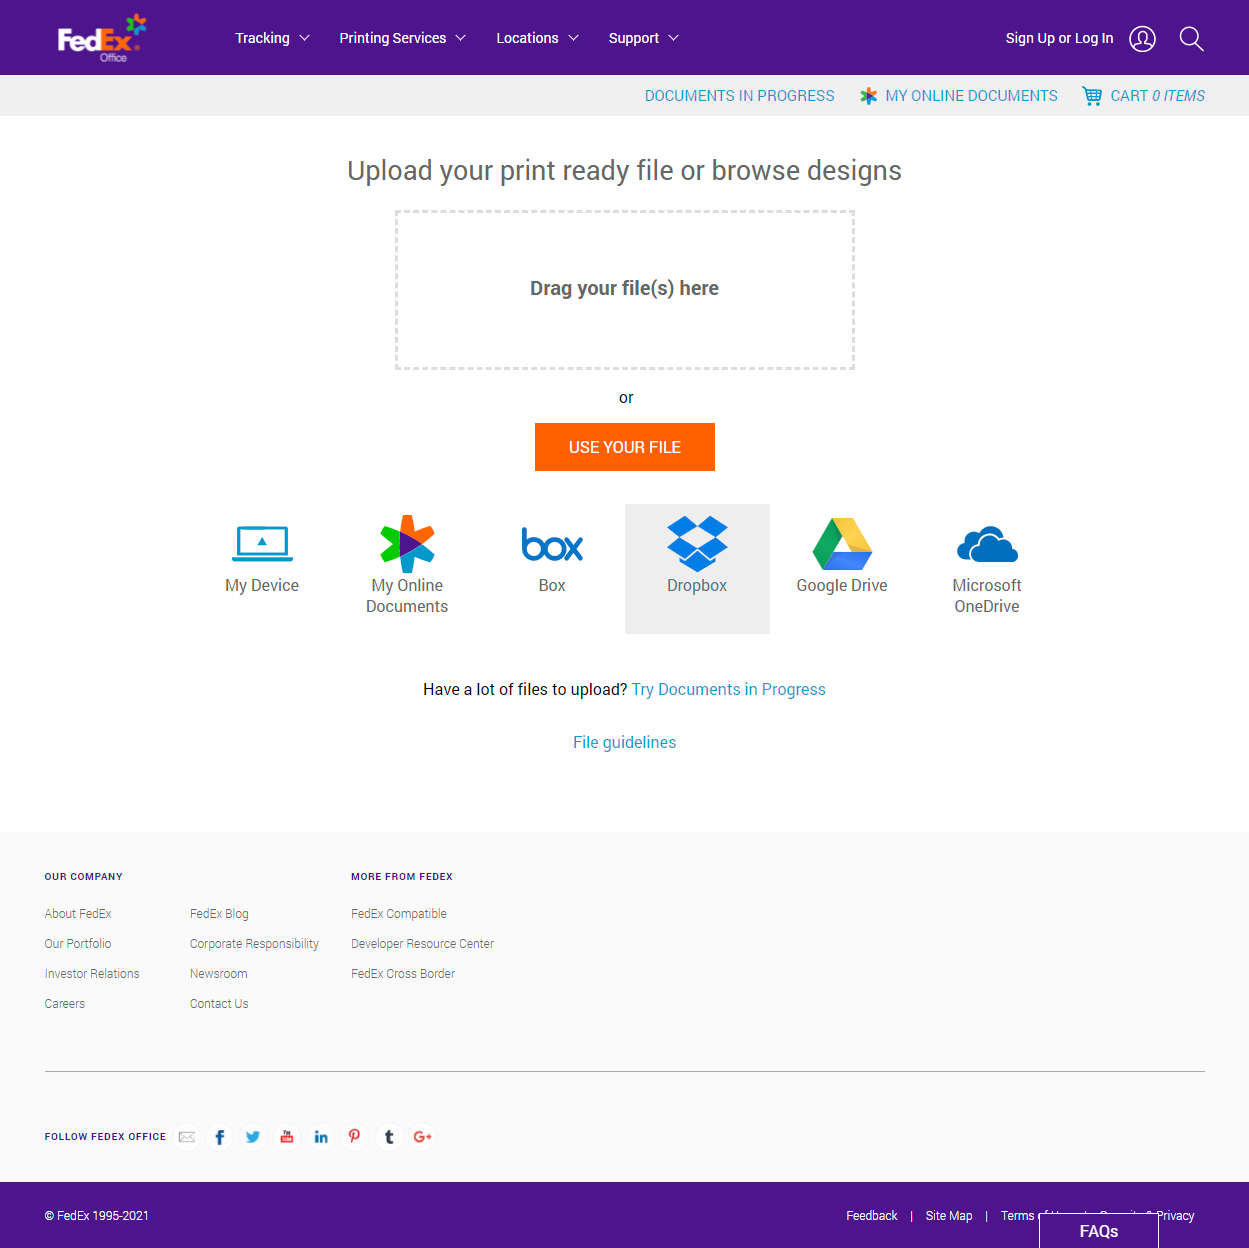 FedEx Office
Tracking
Printing Services
Locations
Support
Sign Up or Log In
DOCUMENTS IN PROGRESS
MY ONLINE DOCUMENTS
CART 0 ITEMS
Upload your print ready file or browse designs
Drag your file(s) here
or
USE YOUR FILE
My Device
My Online
Documents
box
Box
Dropbox
Google Drive
Microsoft
OneDrive
Have a lot of files to upload? Try Documents in Progress
File guidelines
OUR COMPANY
About FedEx
Our Portfolio
Investor Relations
Careers
FedEx Blog
Corporate Responsibility
Newsroom
Contact Us
MORE FROM FEDEX
FedEx Compatible
Developer Resource Center
FedEx Cross Border
FOLLOW FEDEX OFFICE
© FedEx 1995-2021
Feedback | Site Map | Terms Privacy
FAQs